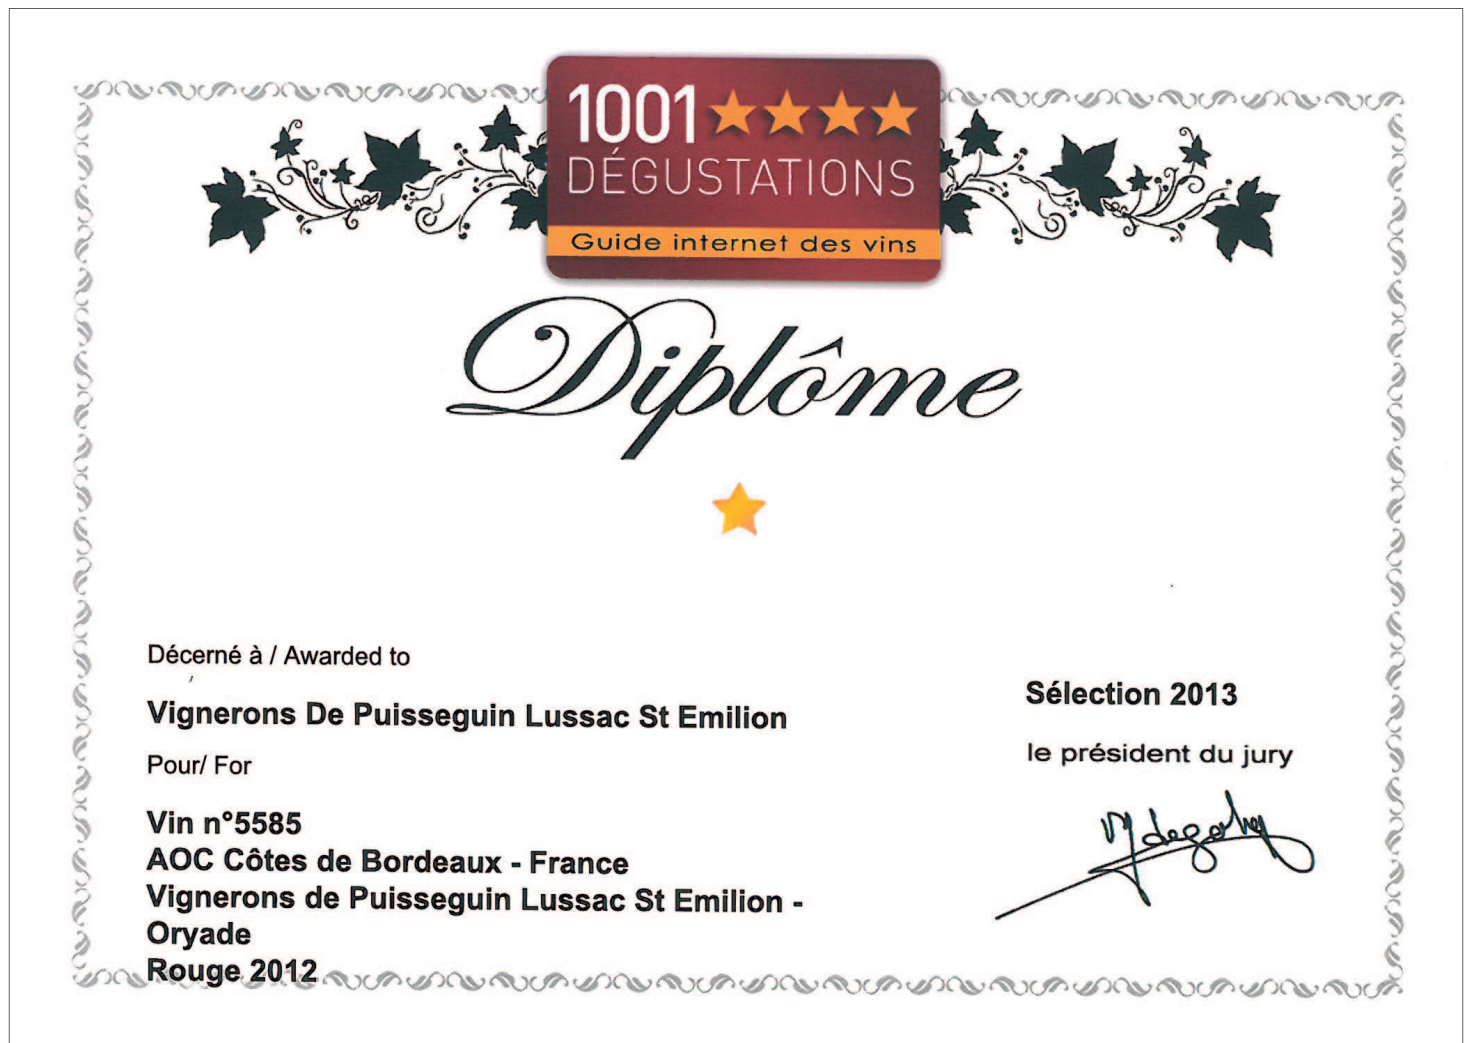 1001
DÉGUSTATIONS
Guide internet des vins
Diplôme
Décerné à / Awarded to
Vignerons De Puisseguin Lussac St Emilion
Pour/ For
Vin n°5585
AOC Côtes de Bordeaux - France
Vignerons de Puisseguin Lussac St Emilion -
Oryade
Rouge 2012
Sélection 2013
le président du jury